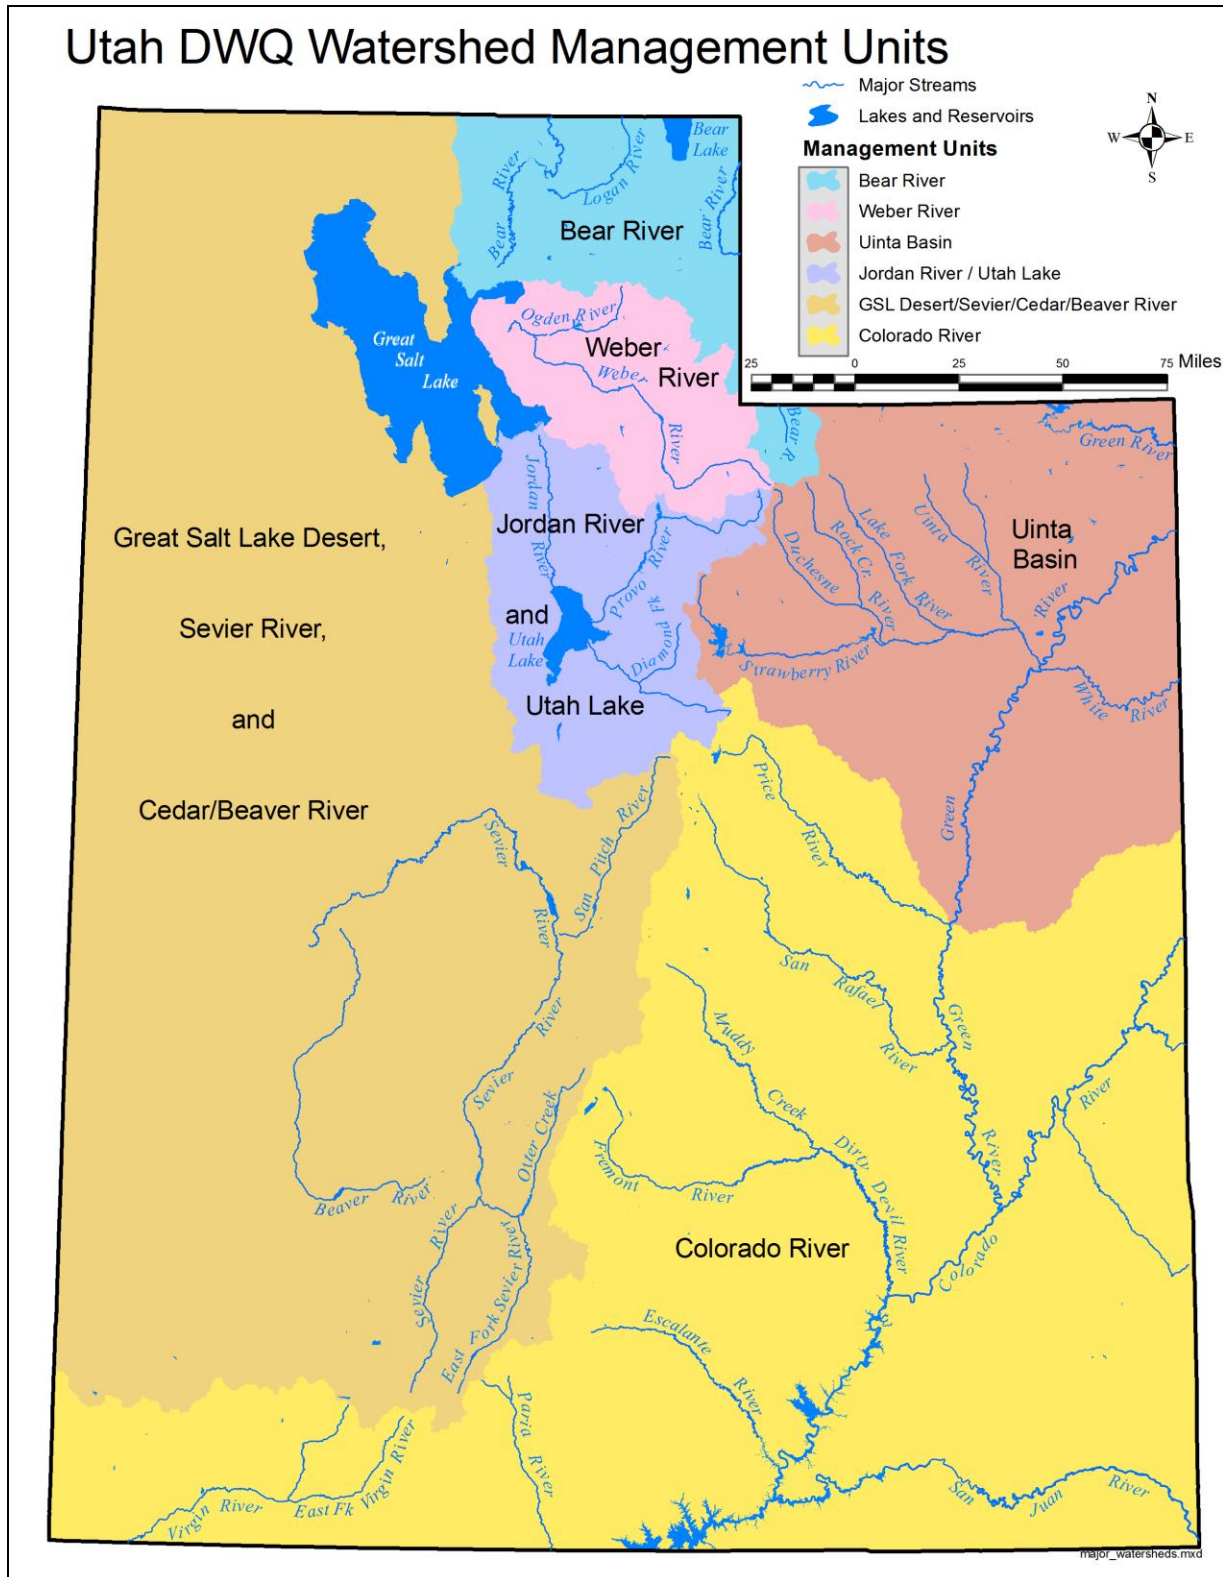 Utah DWQ Watershed Management Units
Major Streams
Lakes and Reservoirs
Management Units
Bear River
Weber River
Uinta Basin
Jordan River / Utah Lake
GSL Desert/Sevier/Cedar/Beaver River
Colorado River
N
W
E
S
25
0
25
50
75 Miles
Bear
Lake
Bear River
Logan River
Bear River
Bear River
Ogden River
Weber
River
Weber
River
Great
Salt
Lake
Bear R.
Green River
Jordan
River
Jordan River
and
Utah Lake
Utah
Lake
Provo River
Diamond Fk
Great Salt Lake Desert,
Sevier River,
and
Cedar/Beaver River
Duchesne
River
Rock Cr.
Lake Fork River
Uinta
River
Uinta
Basin
River
Strawberry River
White River
Green
Price
River
San Pitch River
Sevier
River
River
Sevier
San
Rafael
River
Green
River
Muddy
Creek
Otter Creek
Fremont
River
Dirty Devil River
Beaver River
Colorado River
River
Colorado
Sevier River
East Fork Sevier River
Escalante
River
Paria
River
Virgin River
East Fk Virgin River
San Juan River
major_watersheds.mxd